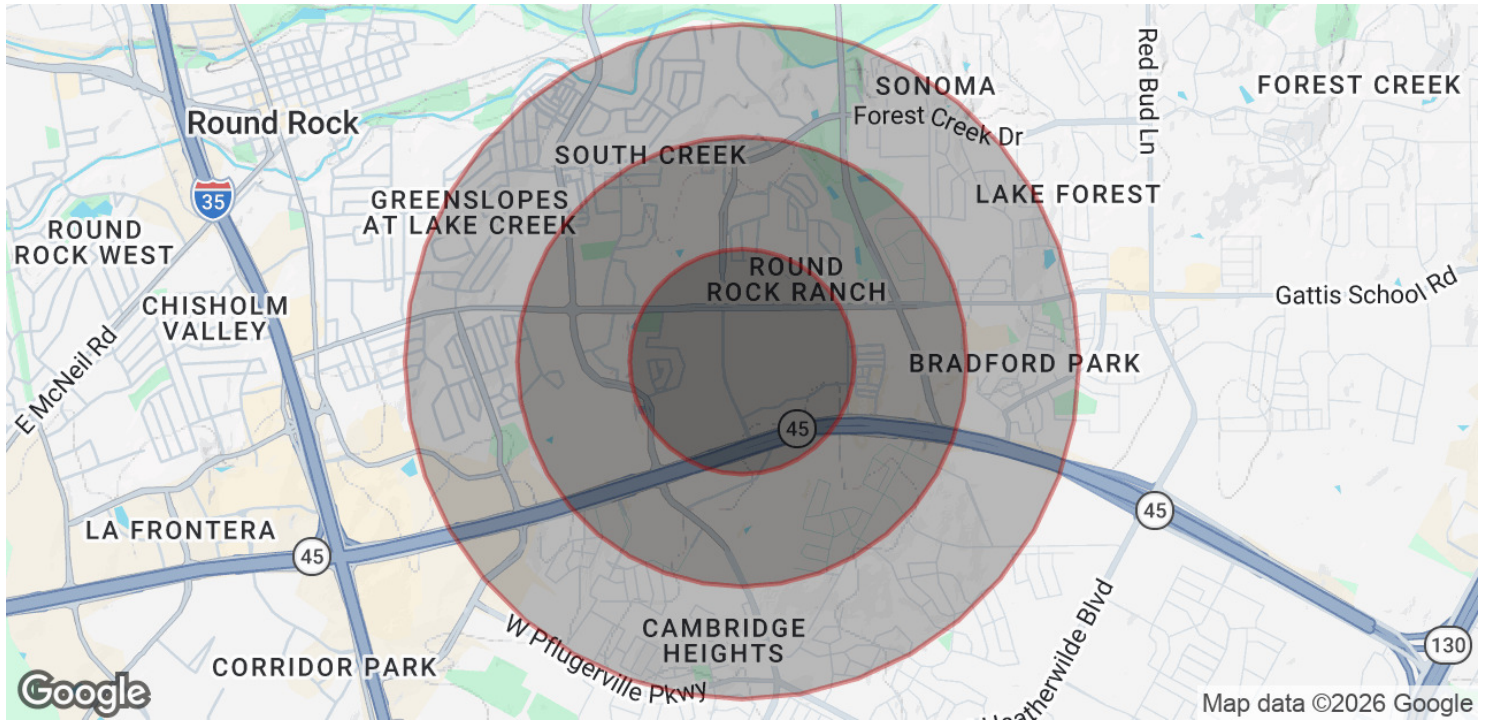 Round Rock
35
ROUND
ROCK WEST
CHISHOLM
VALLEY
E McNeil Rd
LA FRONTERA
45
CORRIDOR PARK
SOUTH CREEK
GREENSLOPES
AT LAKE CREEK
SONOMA
Forest Creek Dr
Red Bud Ln
FOREST CREEK
LAKE FOREST
ROUND
ROCK RANCH
Gattis School Rd
BRADFORD PARK
45
45
CAMBRIDGE
HEIGHTS
W Pflugerville Pkwy
Heatherwilde Blvd
130
Google
Map data ©2026 Google